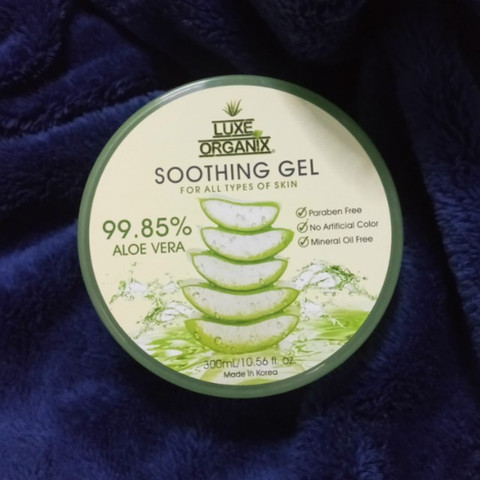 LUXE
ORGANIX
SOOTHING GEL
FOR ALL TYPES OF SKIN
99.85%
ALOE VERA
Paraben Free
No Artificial Color
Mineral Oil Free
300mL/10.56 fl. oz.
Made In Korea